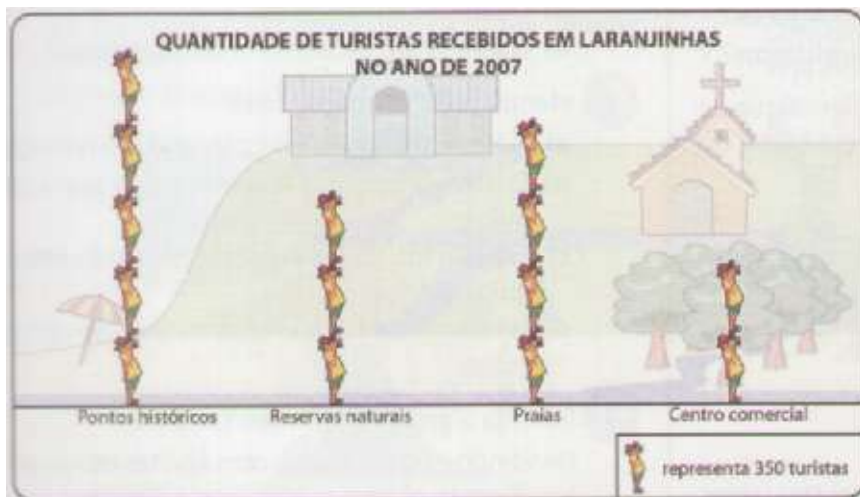 QUANTIDADE DE TURISTAS RECEBIDOS EM LARANJINHAS
NO ANO DE 2007
Pontos históricos
Reservas naturais
Praias
Centro comercial
representa 350 turistas